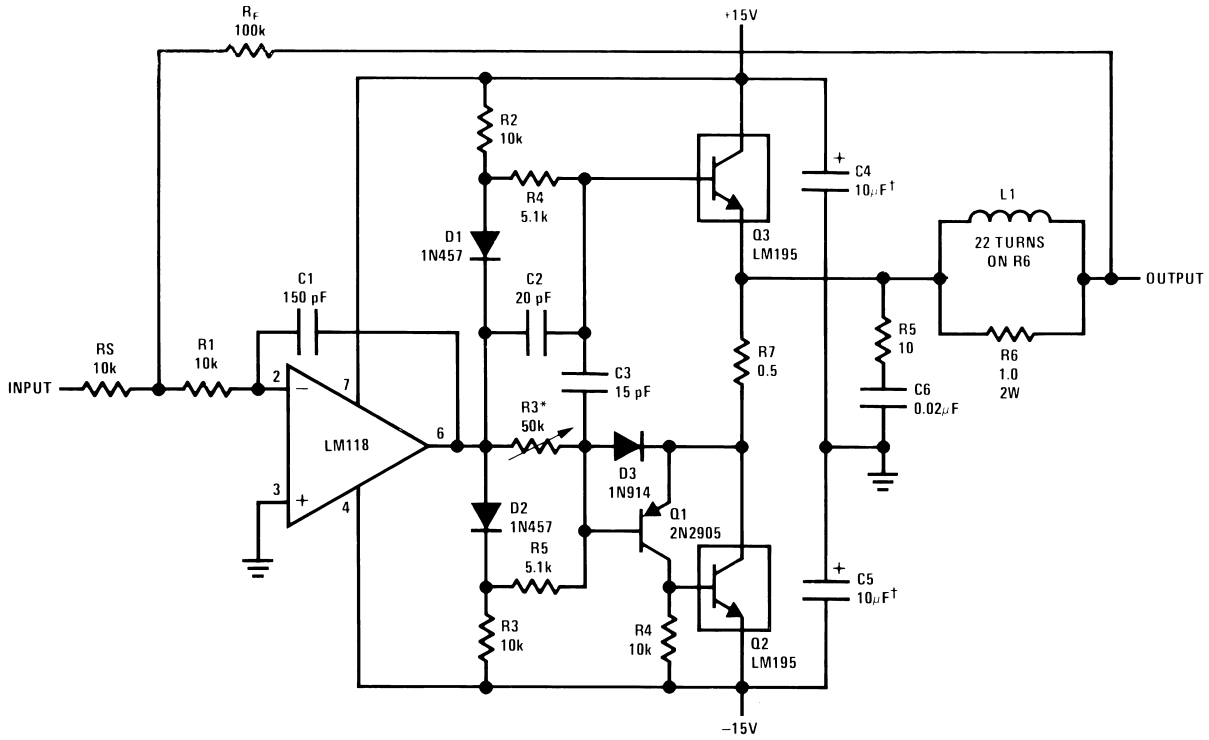 R_F
100k
+15V
R2
10k
R4
5.1k
D1
1N457
Q3
LM195
C4
+
10µF†
L1
22 TURNS
ON R6
OUTPUT
C1
150 pF
C2
20 pF
R5
10
R6
1.0
2W
RS
10k
R1
10k
INPUT
R7
0.5
C3
15 pF
C6
0.02µF
2
−
7
LM118
6
3
+
4
R3*
50k
D3
1N914
D2
1N457
Q1
2N2905
R5
5.1k
+
C5
10µF†
R3
10k
R4
10k
Q2
LM195
−15V